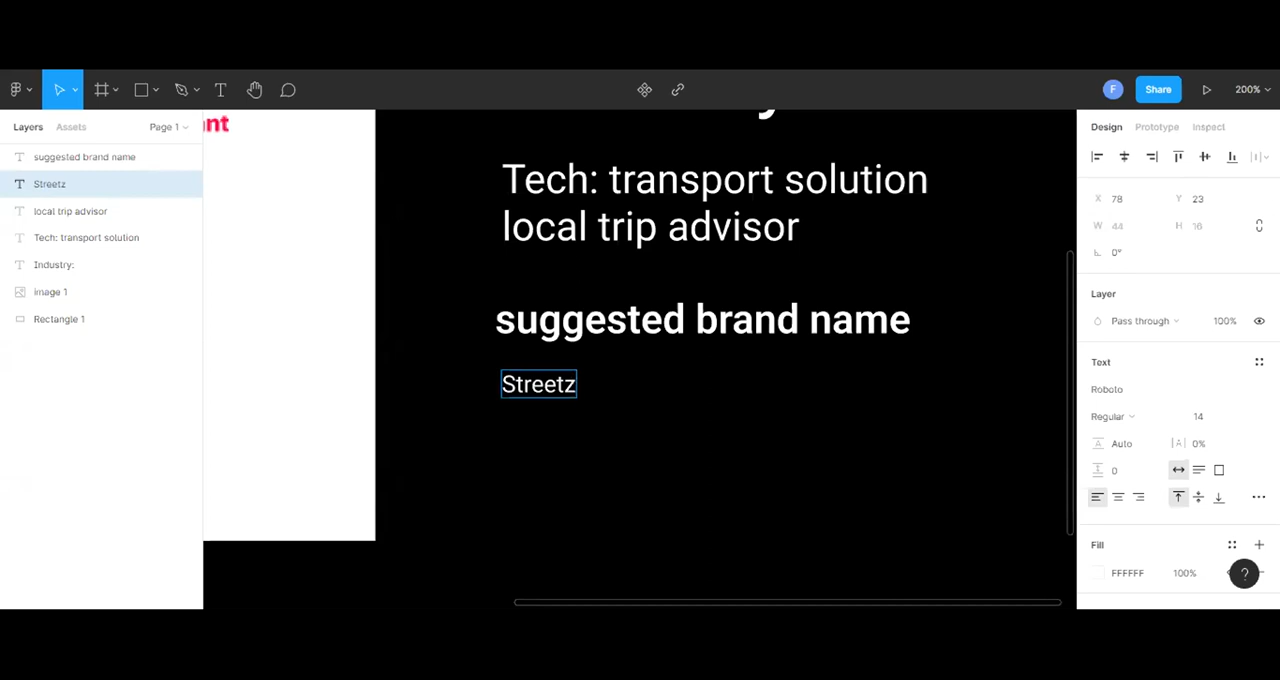 F
Share
200%
Layers
Assets
Page 1
nt
Design
Prototype
Inspect
suggested brand name
Streetz
local trip advisor
Tech: transport solution
Industry:
image 1
Rectangle 1
Tech: transport solution
local trip advisor
suggested brand name
Streetz
X 78
Y 23
W 44
H 16
0°
Layer
Pass through
100%
Text
Roboto
Regular
14
A Auto
|A| 0%
0
Fill
FFFFFF
100%
?